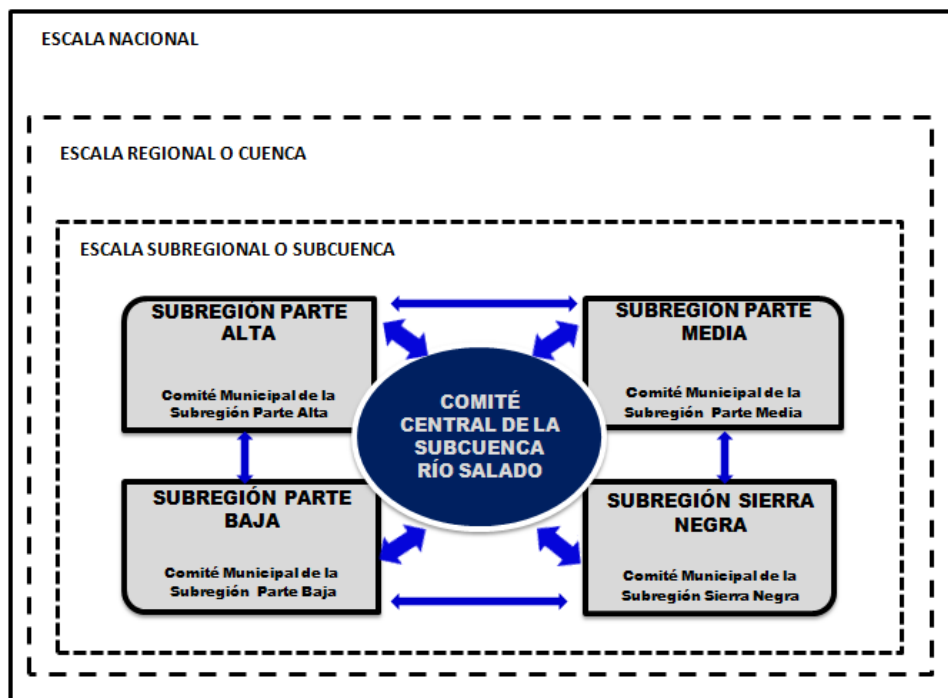 ESCALA NACIONAL
ESCALA REGIONAL O CUENCA
ESCALA SUBREGIONAL O SUBCUENCA
SUBREGIÓN PARTE
ALTA
Comité Municipal de la
Subregión Parte Alta
SUBREGIÓN PARTE
MEDIA
Comité Municipal de la
Subregión Parte Media
COMITÉ
CENTRAL DE LA
SUBCUENCA
RÍO SALADO
SUBREGIÓN PARTE
BAJA
Comité Municipal de la
Subregión Parte Baja
SUBREGIÓN SIERRA
NEGRA
Comité Municipal de la
Subregión Sierra Negra